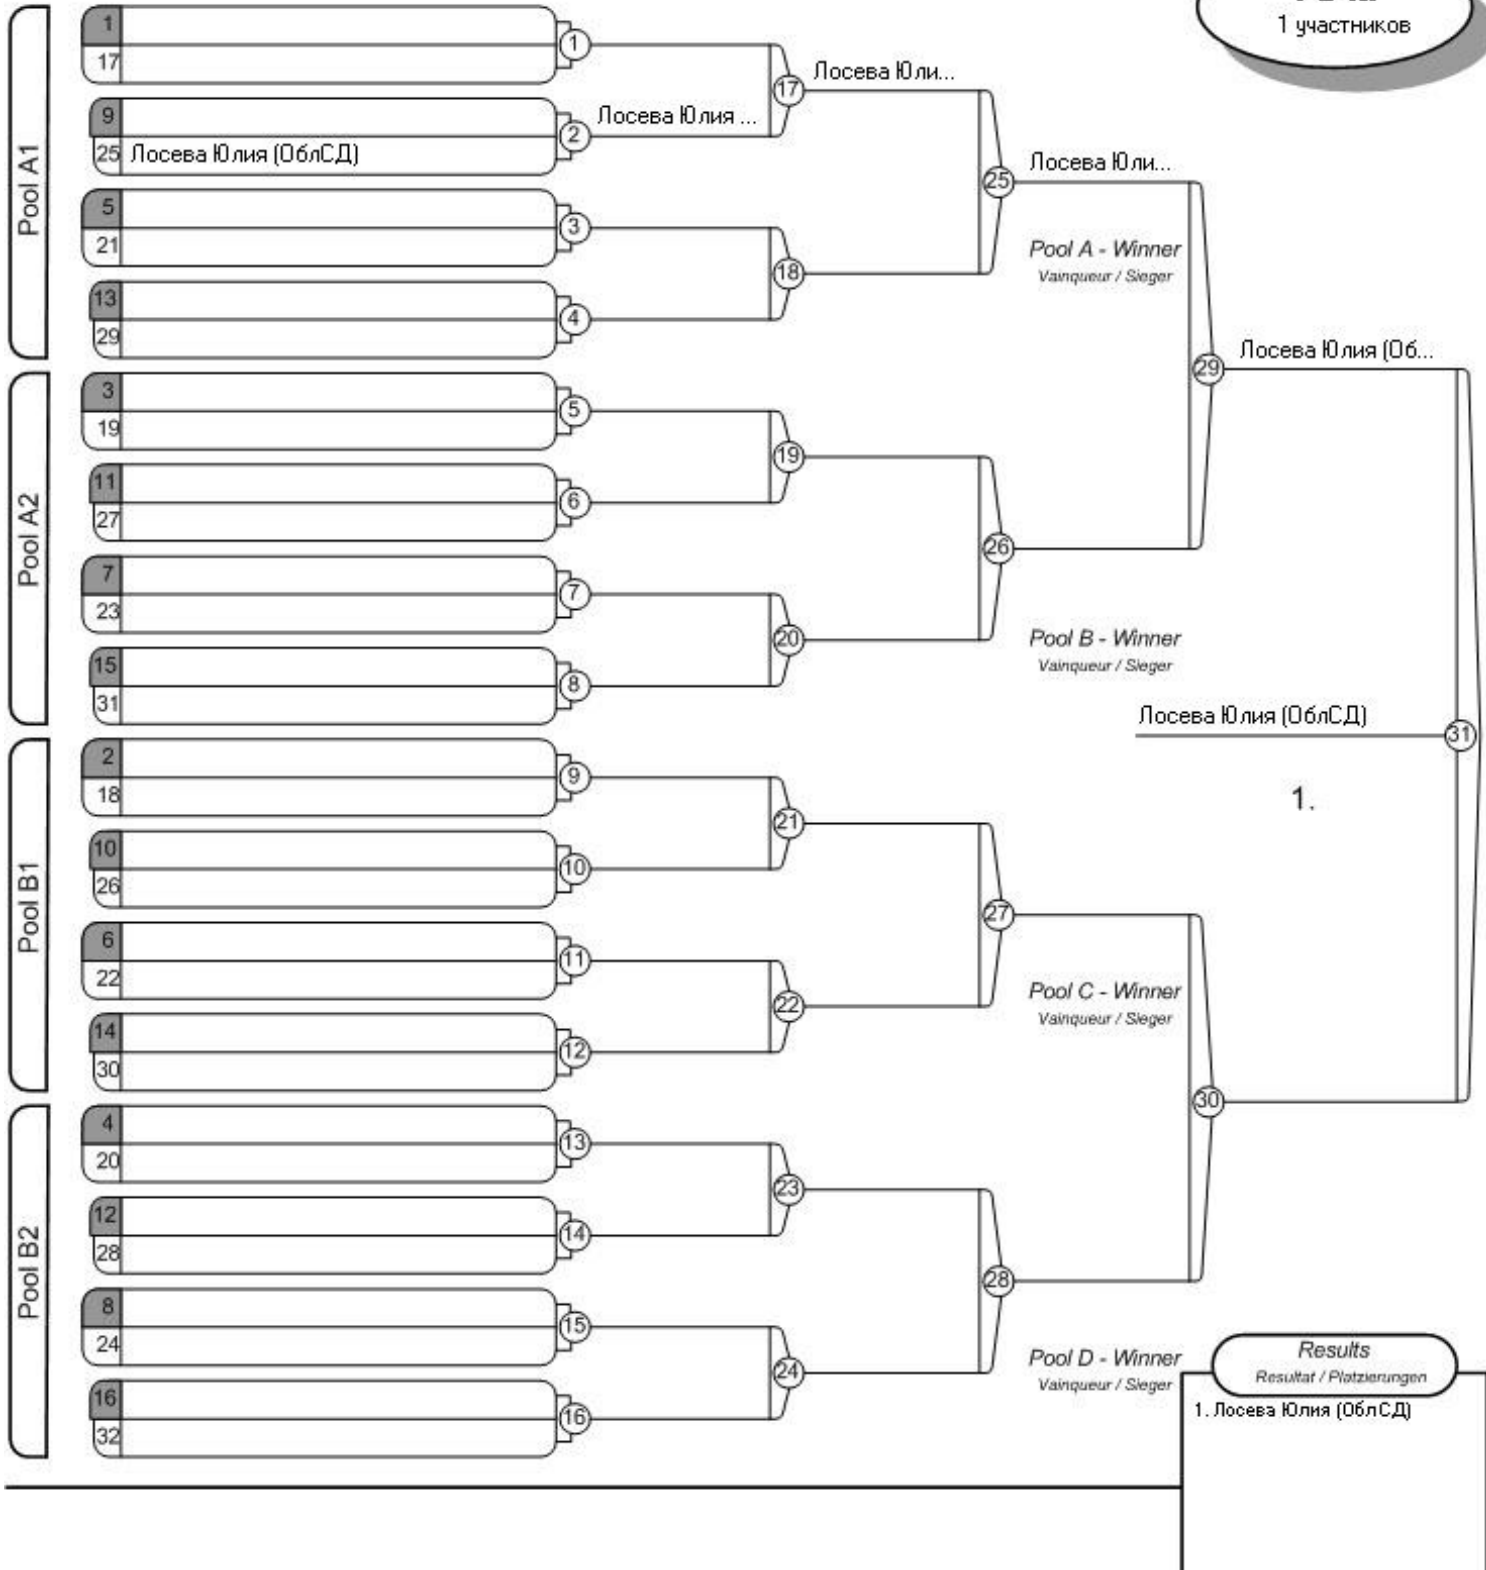 1 участников
Pool A1
1
17
1
9
25 Лосева Юлия (ОблСД)
2
Лосева Юлия ...
17
Лосева Юли...
5
21
3
13
29
4
18
25
Лосева Юли...
Pool A - Winner
Vainqueur / Sieger
Pool A2
3
19
5
11
27
6
19
7
23
7
15
31
8
20
26
Pool B - Winner
Vainqueur / Sieger
29
Лосева Юлия (Об...
Лосева Юлия (ОблСД)
31
1.
Pool B1
2
18
9
10
26
10
21
6
22
11
14
30
12
22
27
Pool C - Winner
Vainqueur / Sieger
30
Pool B2
4
20
13
12
28
14
23
8
24
15
16
32
16
24
28
Pool D - Winner
Vainqueur / Sieger
Results
Resultat / Platzierungen
1. Лосева Юлия (ОблСД)